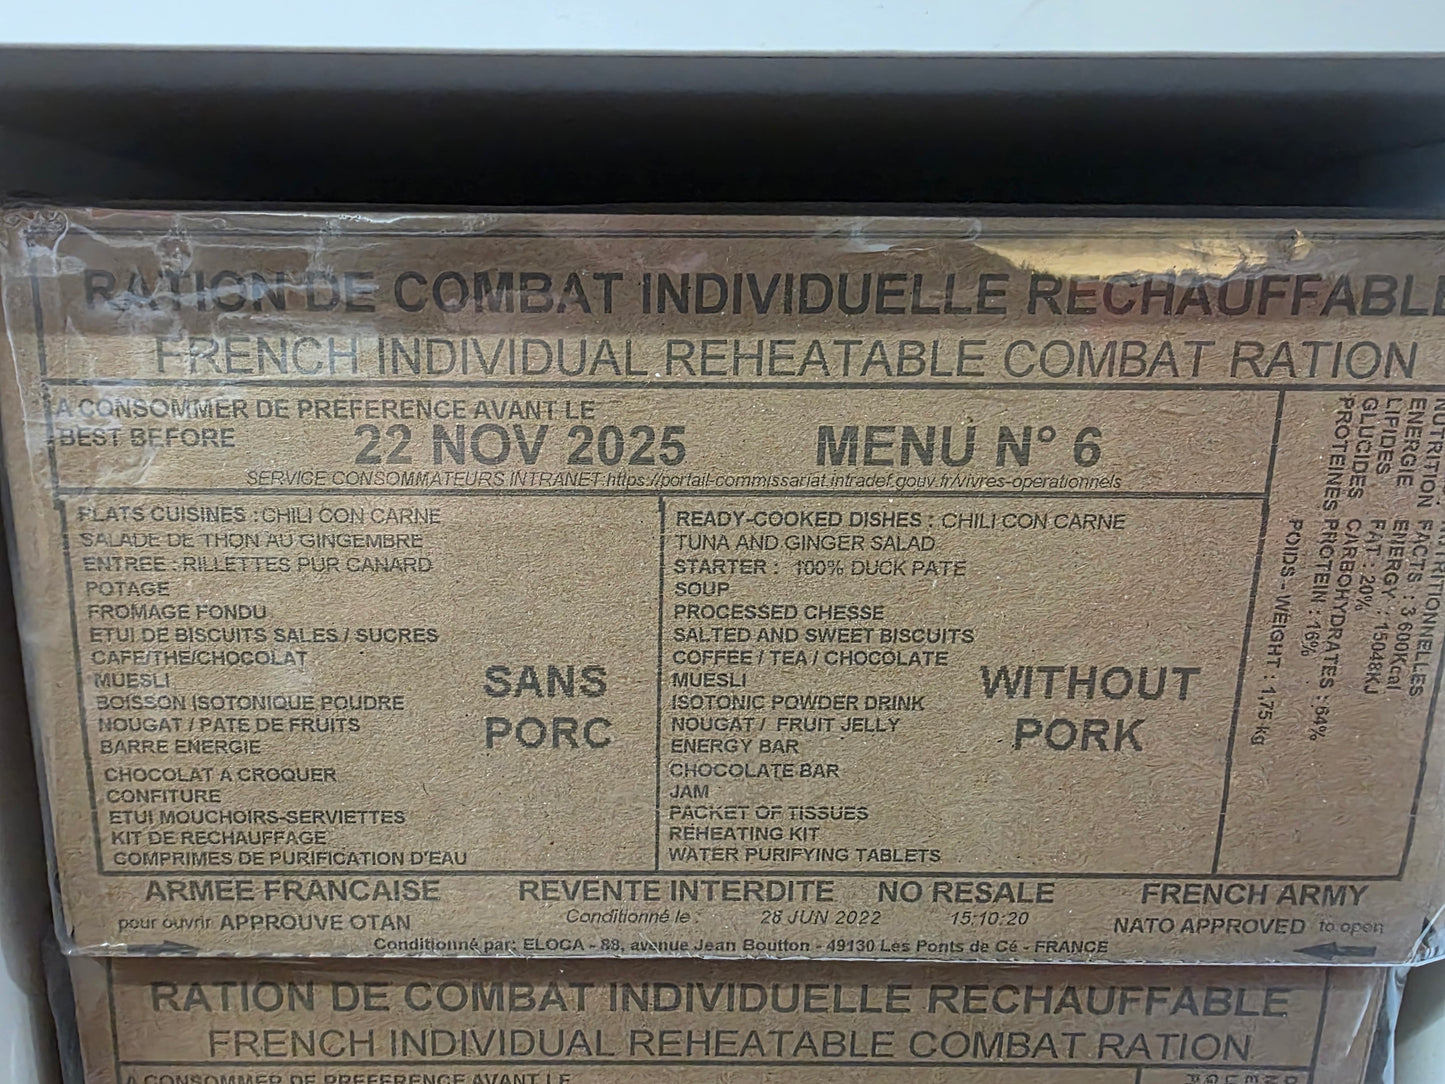 RATION DE COMBAT INDIVIDUELLE RECHAUFFABLE
FRENCH INDIVIDUAL REHEATABLE COMBAT RATION
A CONSOMMER DE PREFERENCE AVANT LE
BEST BEFORE 22 NOV 2025 MENU N° 6
SERVICE CONSOMMATEURS INTRANET:https://portail-commissariat.intradef.gouv.fr/vivres-operationnels
PLATS CUISINES : CHILI CON CARNE
SALADE DE THON AU GINGEMBRE
ENTREE : RILLETTES PUR CANARD
POTAGE
FROMAGE FONDU
ETUI DE BISCUITS SALES / SUCRES
CAFE/THE/CHOCOLAT
MUESLI
BOISSON ISOTONIQUE POUDRE
NOUGAT / PATE DE FRUITS
BARRE ENERGIE
CHOCOLAT A CROQUER
CONFITURE
ETUI MOUCHOIRS-SERVIETTES
KIT DE RECHAUFFAGE
COMPRIMES DE PURIFICATION D'EAU
SANS
PORC
READY-COOKED DISHES : CHILI CON CARNE
TUNA AND GINGER SALAD
STARTER : 100% DUCK PATE
SOUP
PROCESSED CHESSE
SALTED AND SWEET BISCUITS
COFFEE / TEA / CHOCOLATE
MUESLI
ISOTONIC POWDER DRINK
NOUGAT / FRUIT JELLY
ENERGY BAR
CHOCOLATE BAR
JAM
PACKET OF TISSUES
REHEATING KIT
WATER PURIFYING TABLETS
WITHOUT
PORK
NUTRITION FACTS : 3 600Kcal
ENERGIE ENERGY : 15048KJ
LIPIDES FAT : 20%
GLUCIDES CARBOHYDRATES : 64%
PROTEINES PROTEIN : 16%
POIDS - WEIGHT : 1,75 kg
ARMEE FRANCAISE REVENTE INTERDITE NO RESALE FRENCH ARMY
pour ouvrir APPROUVE OTAN Conditionné le : 28 JUN 2022 15:10:20 NATO APPROVED to open
Conditionné par: ELOCA - 88, avenue Jean Boutton - 49130 Les Ponts de Cé - FRANCE
RATION DE COMBAT INDIVIDUELLE RECHAUFFABLE
FRENCH INDIVIDUAL REHEATABLE COMBAT RATION
A CONSOMMER DE PREFERENCE AVANT LE